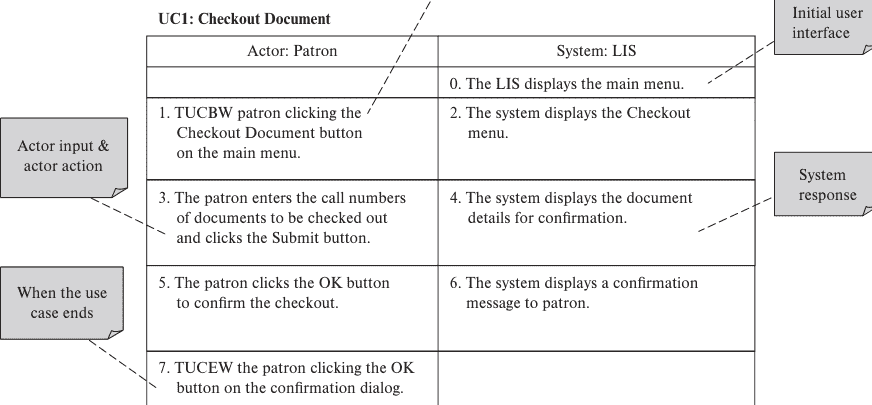 UC1: Checkout Document
Initial user
interface
Actor: Patron
System: LIS
0. The LIS displays the main menu.
1. TUCBW patron clicking the
Checkout Document button
on the main menu.
2. The system displays the Checkout
menu.
Actor input &
actor action
3. The patron enters the call numbers
of documents to be checked out
and clicks the Submit button.
4. The system displays the document
details for confirmation.
System
response
5. The patron clicks the OK button
to confirm the checkout.
6. The system displays a confirmation
message to patron.
When the use
case ends
7. TUCEW the patron clicking the OK
button on the confirmation dialog.